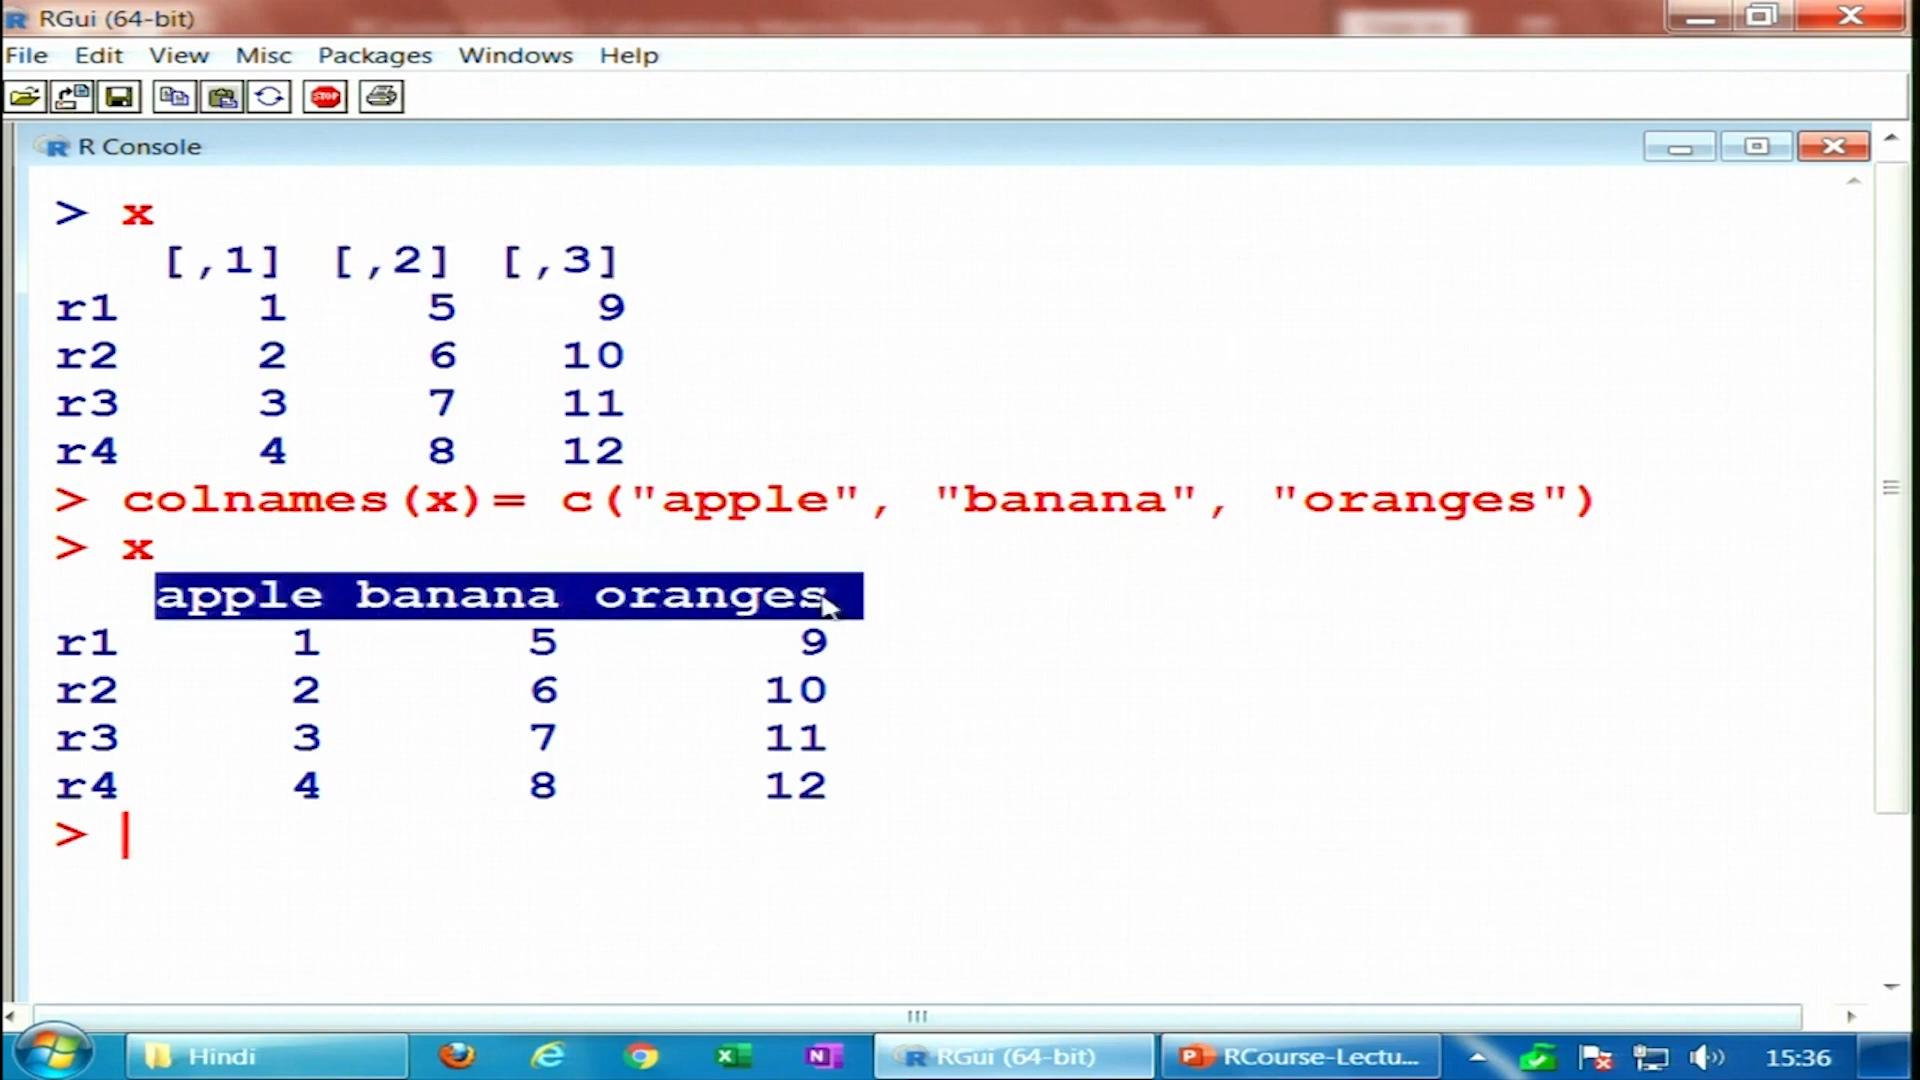 RGui (64-bit)
File Edit View Misc Packages Windows Help
STOP
R Console
> x
[,1] [,2] [,3]
r1 1 5 9
r2 2 6 10
r3 3 7 11
r4 4 8 12
> colnames(x)= c("apple", "banana", "oranges")
> x
apple banana oranges
r1 1 5 9
r2 2 6 10
r3 3 7 11
r4 4 8 12
>
Hindi RGui (64-bit) RCourse-Lectu... 15:36